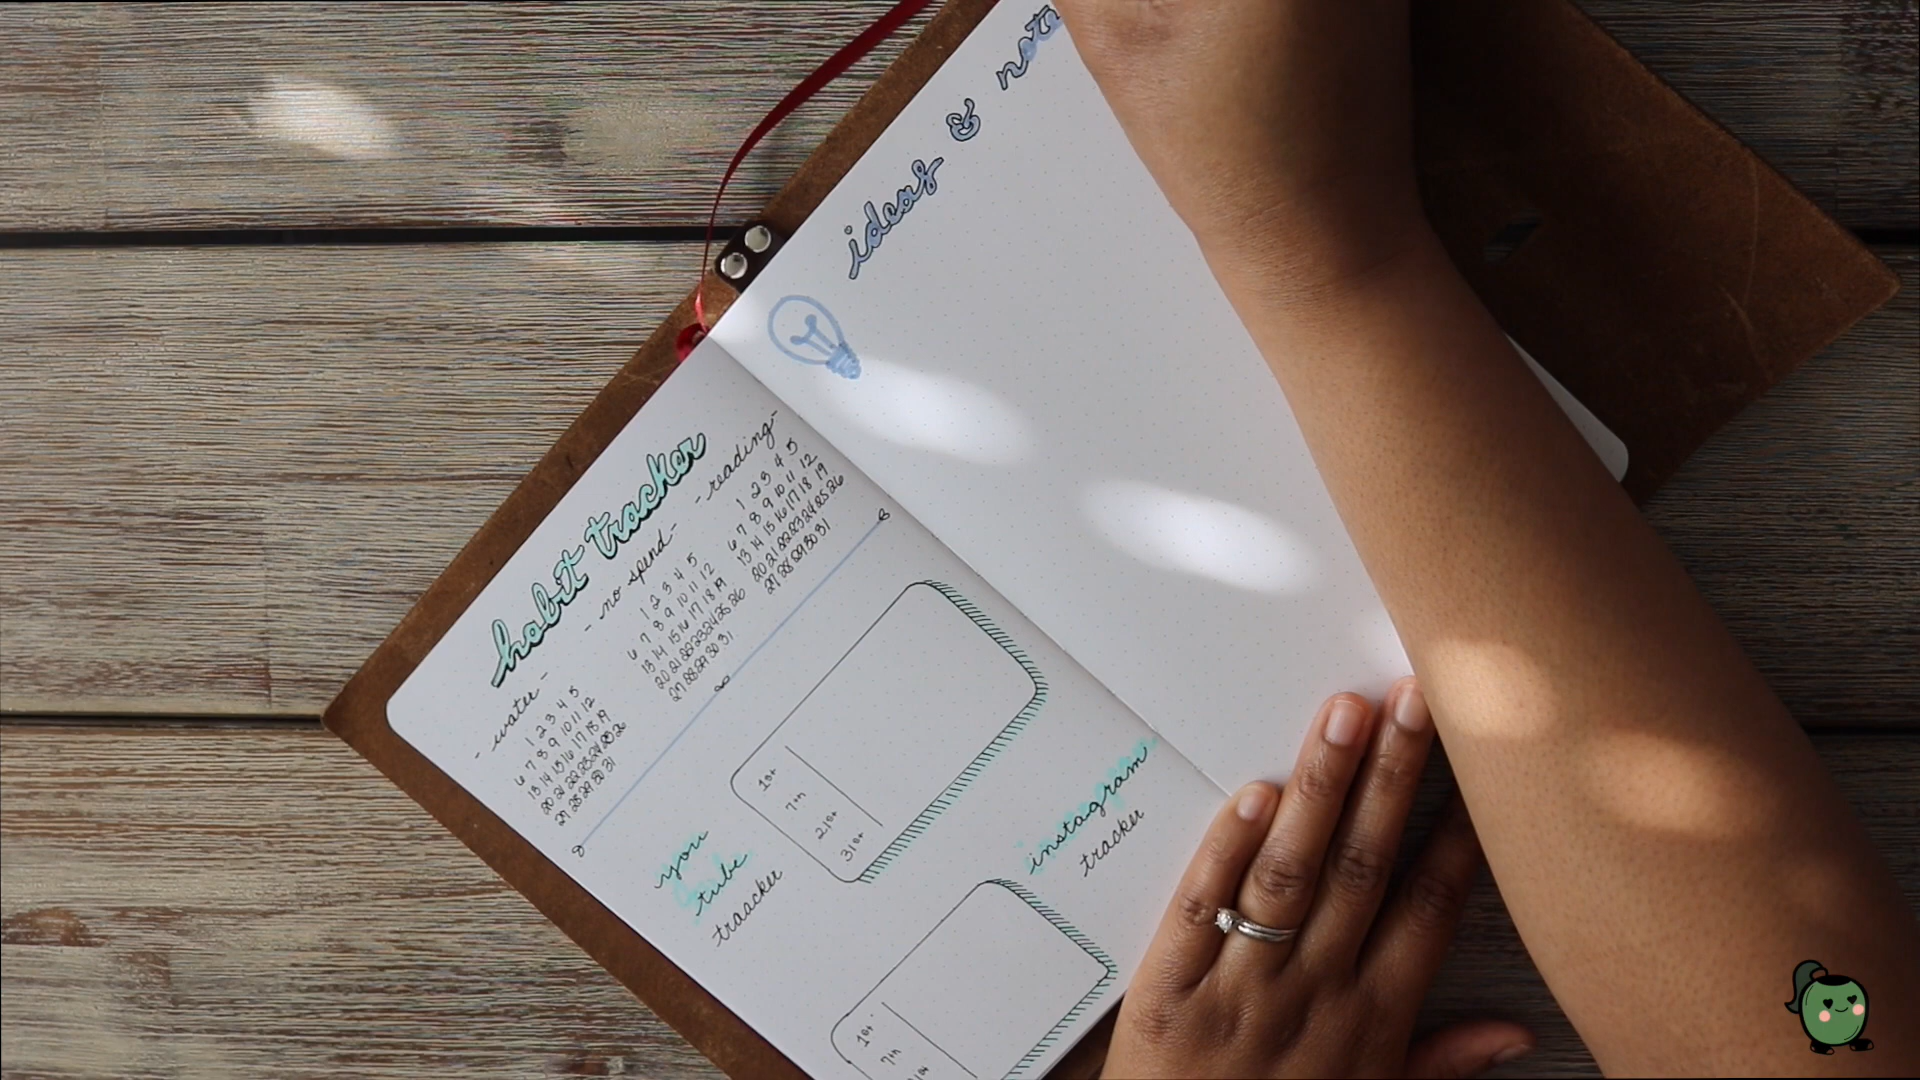 habit tracker
- water -
1 2 3 4 5
6 7 8 9 10 11 12
13 14 15 16 17 18 19
20 21 22 23 24 25 26
27 28 29 30 31
- no spend -
1 2 3 4 5
6 7 8 9 10 11 12
13 14 15 16 17 18 19
20 21 22 23 24 25 26
27 28 29 30 31
- reading -
1 2 3 4 5
6 7 8 9 10 11 12
13 14 15 16 17 18 19
20 21 22 23 24 25 26
27 28 29 30 31
you
tube
tracker
1st
7th
21st
31st
instagram
tracker
1st
7th
ideas & note